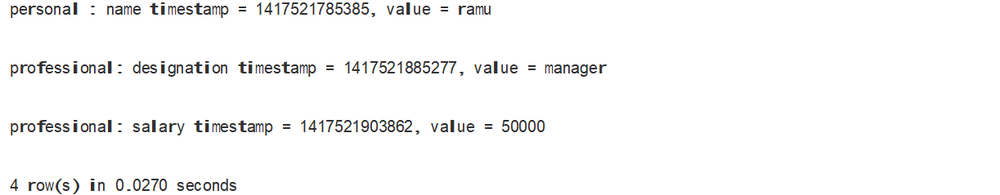 personal : name timestamp = 1417521785385, value = ramu
professional: designation timestamp = 1417521885277, value = manager
professional: salary timestamp = 1417521903862, value = 50000
4 row(s) in 0.0270 seconds